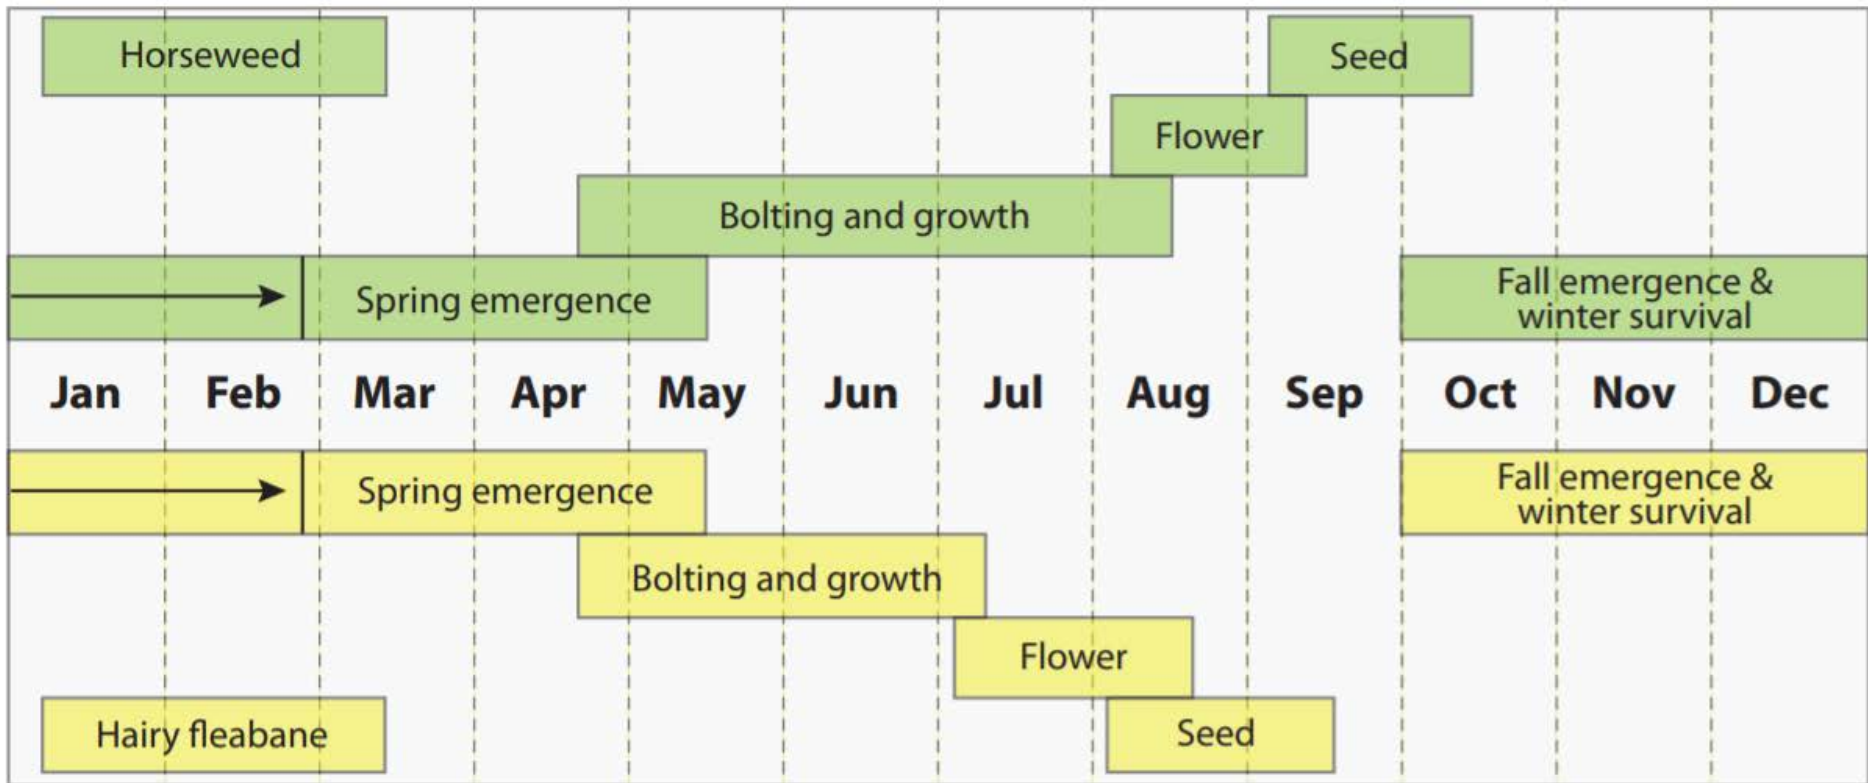 Horseweed
Seed
Flower
Bolting and growth
Spring emergence
Fall emergence &
winter survival
Jan Feb Mar Apr May Jun Jul Aug Sep Oct Nov Dec
Spring emergence
Fall emergence &
winter survival
Bolting and growth
Flower
Hairy fleabane
Seed